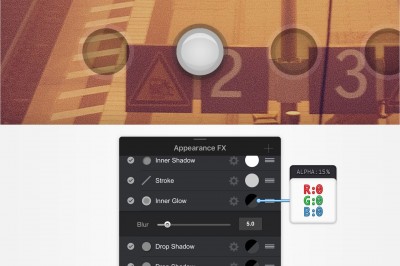 2
3
Appearance FX
Inner Shadow
Stroke
Inner Glow
ALPHA:15%
R:0
G:0
B:0
Blur
5.0
Drop Shadow
Drop Shadow